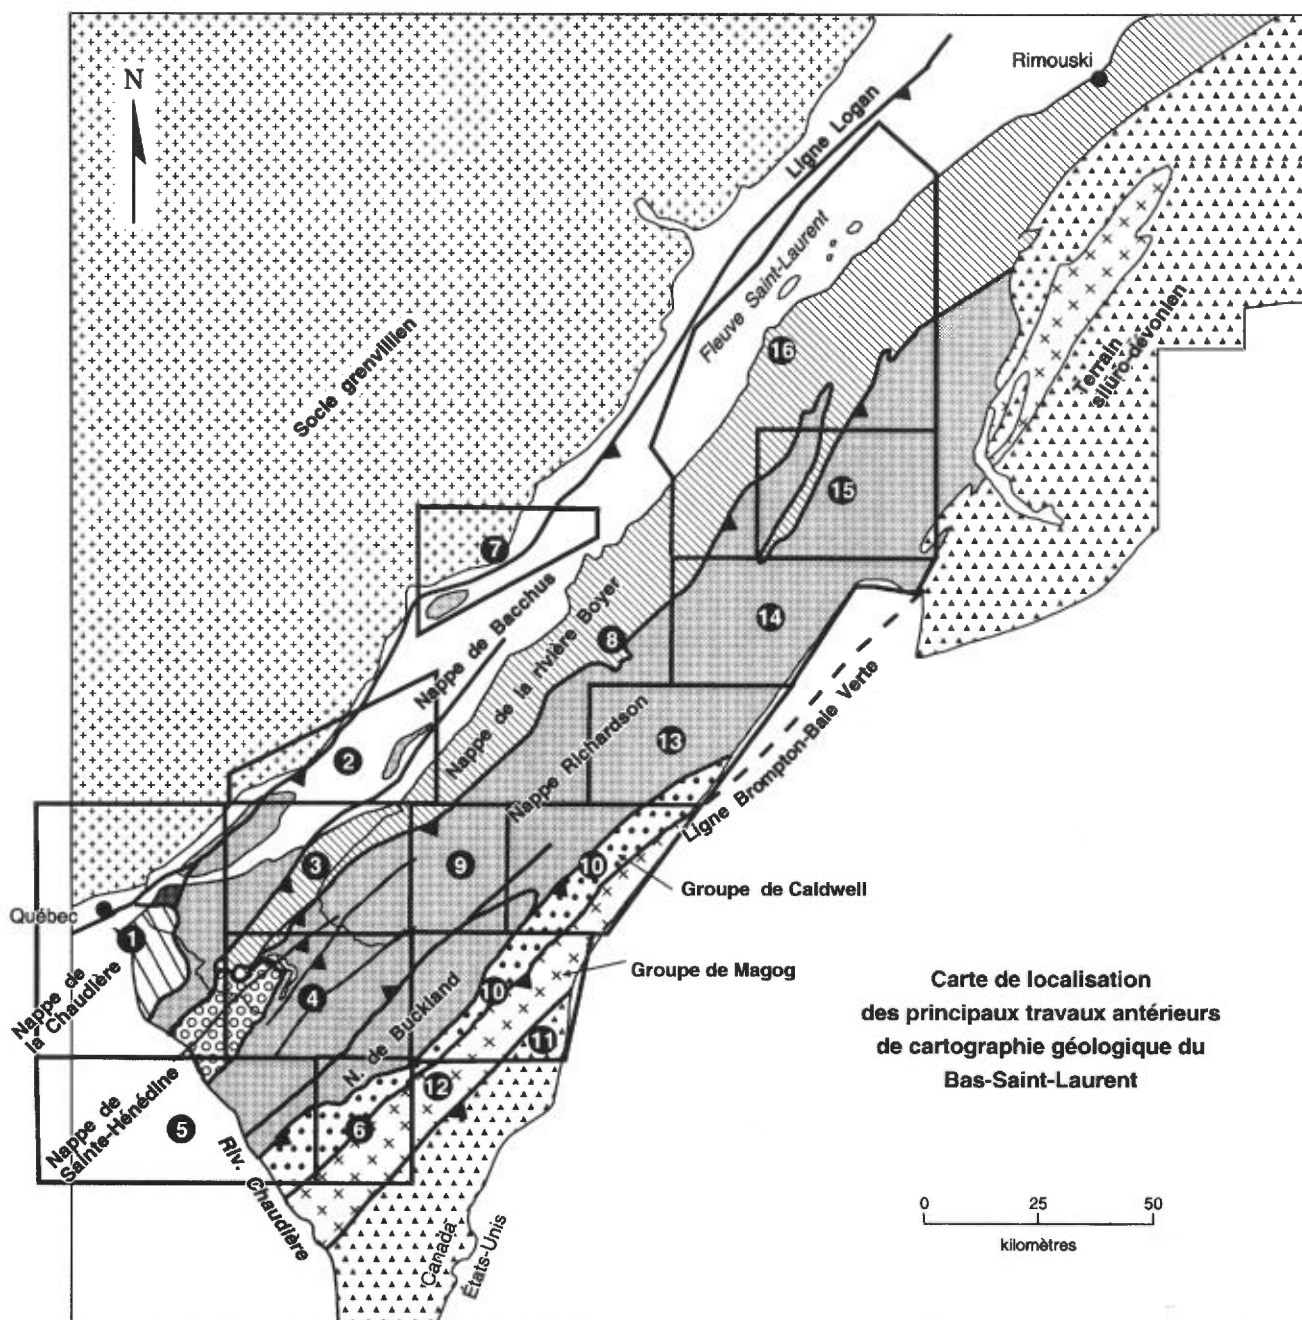 N
Rimouski
Ligne Logan
Fleuve Saint-Laurent
Socle grenvillien
Terrain
siluro-dévonien
16
15
7
Nappe de Bacchus
Nappe de la rivière Boyer
8
14
2
Nappe Richardson
13
Ligne Brompton-Baie Verte
3
9
10
Groupe de Caldwell
Québec
1
Nappe de
la Chaudière
4
10
Groupe de Magog
N. de Buckland
11
12
Nappe de
Sainte-Hénédine
5
6
Riv. Chaudière
Canada
États-Unis
Carte de localisation
des principaux travaux antérieurs
de cartographie géologique du
Bas-Saint-Laurent
0 25 50
kilomètres